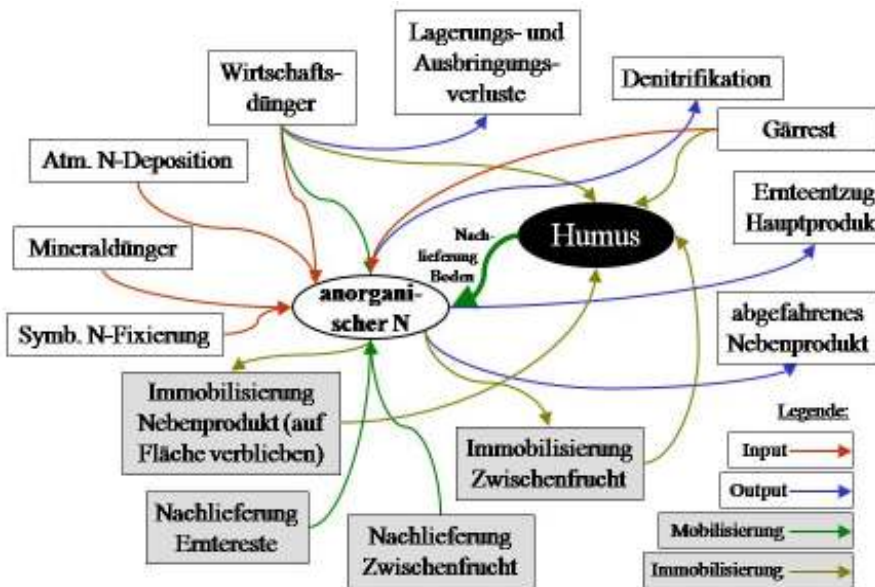 Lagerungs- und
Ausbringungs-
verluste
Wirtschafts-
dünger
Denitrifikation
Gärrest
Atm. N-Deposition
Ernteentzug
Hauptproduk
Mineraldünger
Humus
Nach-
lieferung
Boden
anorgani-
scher N
Symb. N-Fixierung
abgefahrenes
Nebenprodukt
Immobilisierung
Nebenprodukt (auf
Fläche verblieben)
Immobilisierung
Zwischenfrucht
Nachlieferung
Erntereste
Nachlieferung
Zwischenfrucht
Legende:
Input
Output
Mobilisierung
Immobilisierung